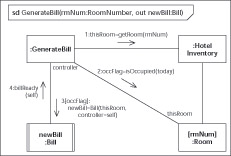 sd GenerateBill(rmNum:RoomNumber, out newBill:Bill)
1:thisRoom=getRoom(rmNum)
:GenerateBill
:Hotel
Inventory
controller
2:occFlag=isOccupied(today)
4:billReady
(self)
3[occFlag]:
newBill=Bill(thisRoom,
controller=self)
thisRoom
newBill
:Bill
[rmNum]
:Room